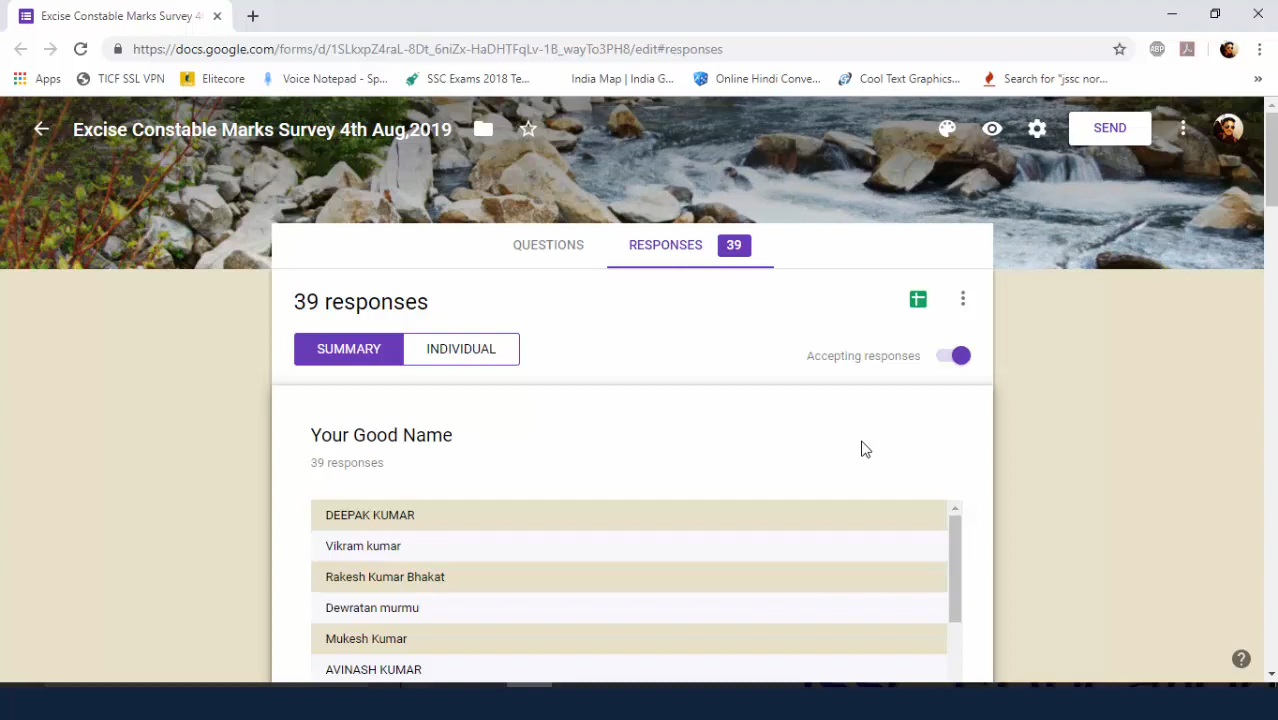 Excise Constable Marks Survey 4
https://docs.google.com/forms/d/1SLkxpZ4raL-8Dt_6niZx-HaDHTFqLv-1B_wayTo3PH8/edit#responses
ABP
Apps TICF SSL VPN Elitecore Voice Notepad - Sp... SSC Exams 2018 Te... India Map | India G... Online Hindi Conve... Cool Text Graphics... Search for "jssc nor... »
Excise Constable Marks Survey 4th Aug,2019 SEND
QUESTIONS RESPONSES 39
39 responses
SUMMARY INDIVIDUAL
Accepting responses
Your Good Name
39 responses
DEEPAK KUMAR
Vikram kumar
Rakesh Kumar Bhakat
Dewratan murmu
Mukesh Kumar
AVINASH KUMAR